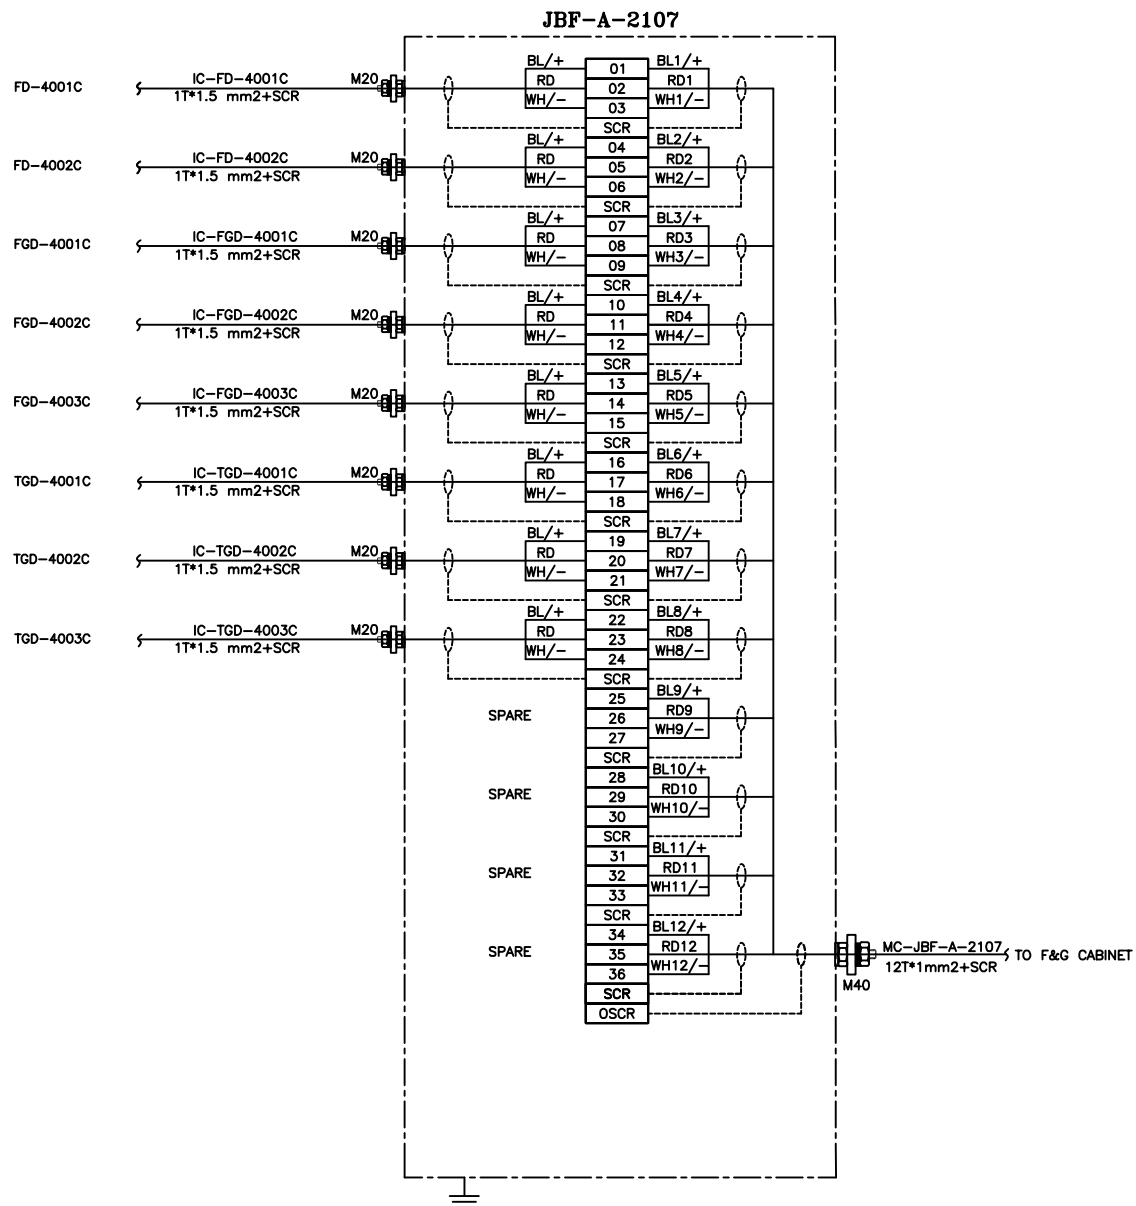 JBF-A-2107
BL/+ 01 BL1/+
FD-4001C IC-FD-4001C M20 RD 02 RD1
1T*1.5 mm2+SCR WH/- 03 WH1/-
SCR
BL/+ 04 BL2/+
FD-4002C IC-FD-4002C M20 RD 05 RD2
1T*1.5 mm2+SCR WH/- 06 WH2/-
SCR
BL/+ 07 BL3/+
FGD-4001C IC-FGD-4001C M20 RD 08 RD3
1T*1.5 mm2+SCR WH/- 09 WH3/-
SCR
BL/+ 10 BL4/+
FGD-4002C IC-FGD-4002C M20 RD 11 RD4
1T*1.5 mm2+SCR WH/- 12 WH4/-
SCR
BL/+ 13 BL5/+
FGD-4003C IC-FGD-4003C M20 RD 14 RD5
1T*1.5 mm2+SCR WH/- 15 WH5/-
SCR
BL/+ 16 BL6/+
TGD-4001C IC-TGD-4001C M20 RD 17 RD6
1T*1.5 mm2+SCR WH/- 18 WH6/-
SCR
BL/+ 19 BL7/+
TGD-4002C IC-TGD-4002C M20 RD 20 RD7
1T*1.5 mm2+SCR WH/- 21 WH7/-
SCR
BL/+ 22 BL8/+
TGD-4003C IC-TGD-4003C M20 RD 23 RD8
1T*1.5 mm2+SCR WH/- 24 WH8/-
SCR
25 BL9/+
SPARE 26 RD9
27 WH9/-
SCR
28 BL10/+
SPARE 29 RD10
30 WH10/-
SCR
31 BL11/+
SPARE 32 RD11
33 WH11/-
SCR
34 BL12/+
SPARE 35 RD12 MC-JBF-A-2107 TO F&G CABINET
36 WH12/- 12T*1mm2+SCR
SCR M40
OSCR